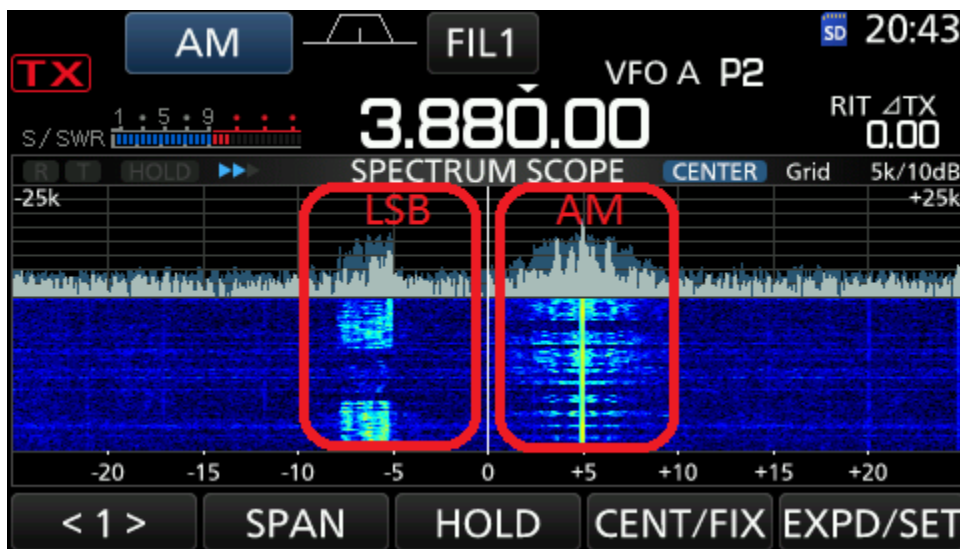 AM FIL1 SD 20:43
TX VFO A P2
3.880.00 RIT ⊿TX
S/SWR 1 • 5 • 9 • • • 0.00
R T HOLD SPECTRUM SCOPE CENTER Grid 5k/10dB
-25k LSB AM +25k
-20 -15 -10 -5 0 +5 +10 +15 +20
< 1 > SPAN HOLD CENT/FIX EXPD/SET